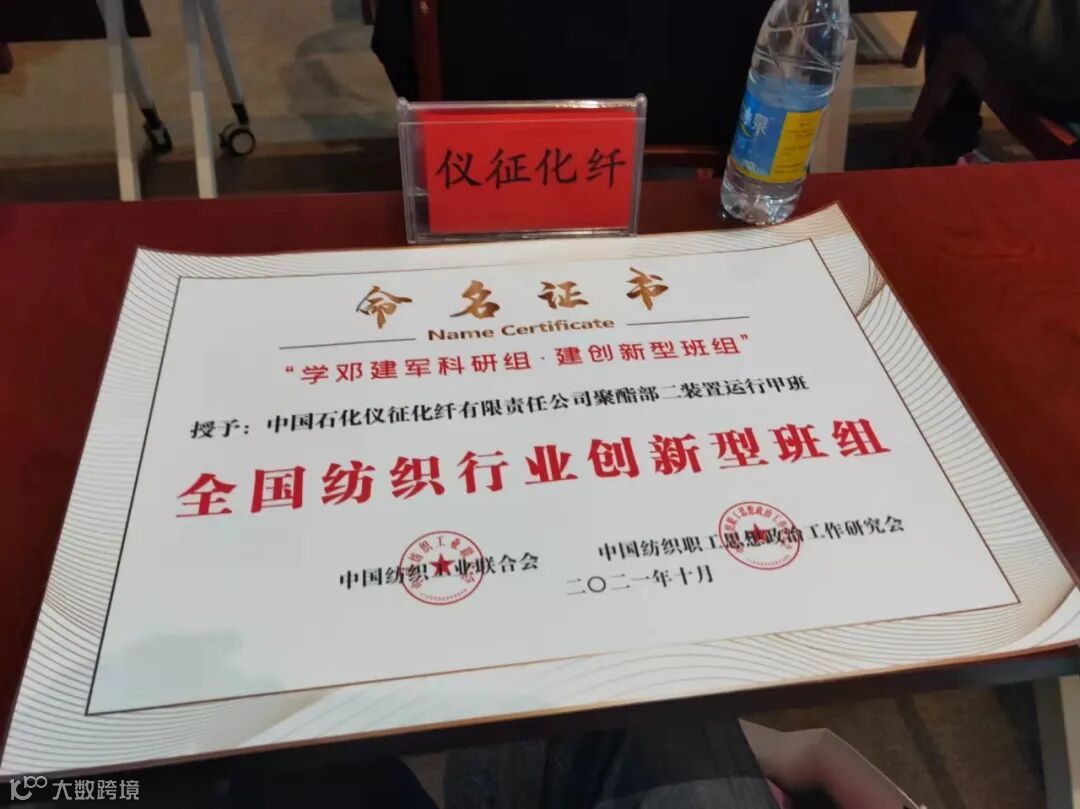 仪征化纤
命名证书
Name Certificate
“学邓建军科研组·建创新型班组”
授予：中国石化仪征化纤有限责任公司聚酯部二装置运行甲班
全国纺织行业创新型班组
中国纺织工业联合会
中国纺织职工思想政治工作研究会
二〇二一年十月
大数跨境